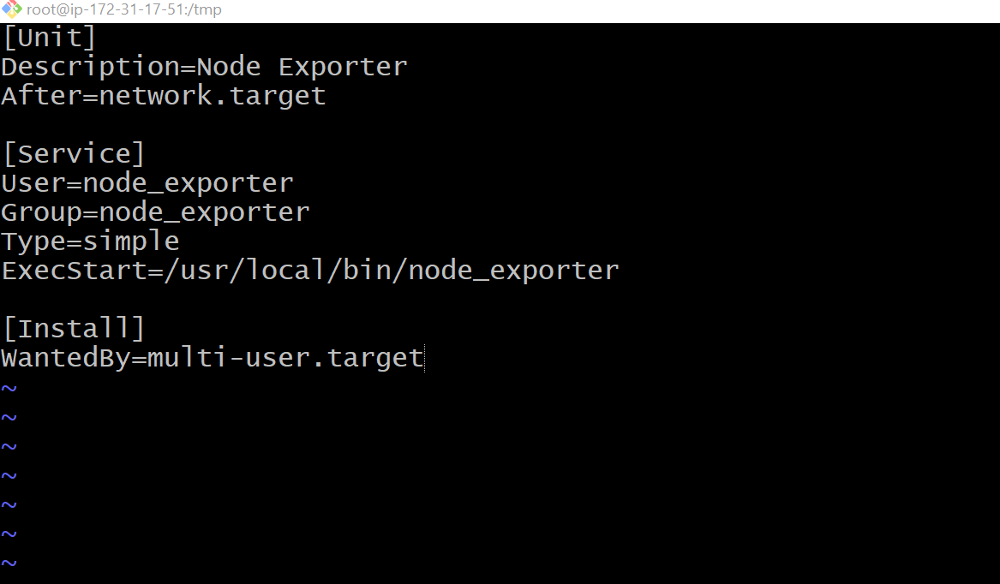 root@ip-172-31-17-51:/tmp
[Unit]
Description=Node Exporter
After=network.target
[Service]
User=node_exporter
Group=node_exporter
Type=simple
ExecStart=/usr/local/bin/node_exporter
[Install]
WantedBy=multi-user.target
~
~
~
~
~
~
~